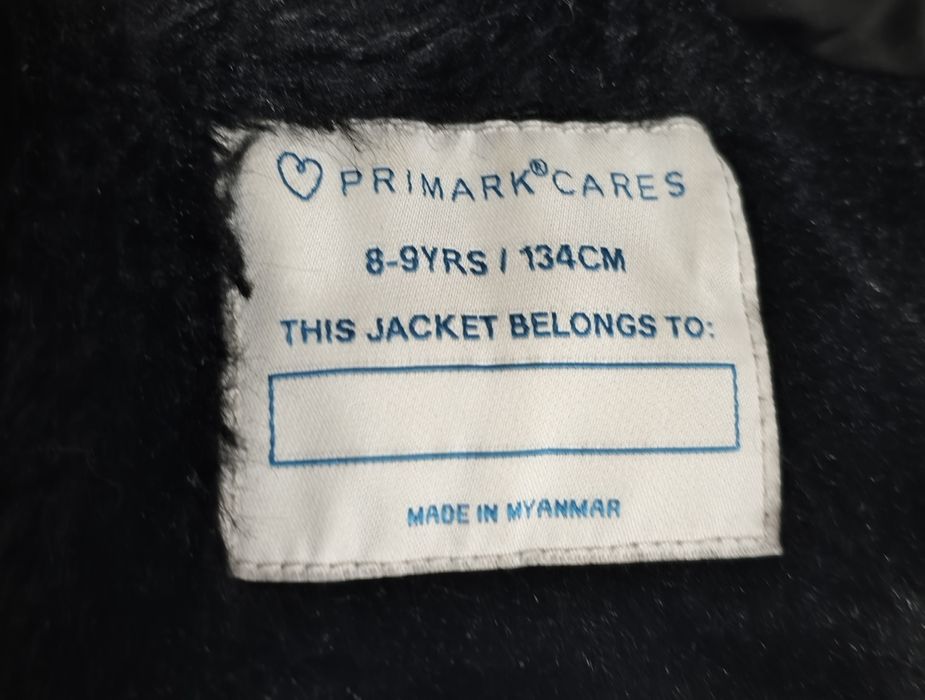 PRIMARK® CARES
8-9YRS / 134CM
THIS JACKET BELONGS TO:
MADE IN MYANMAR